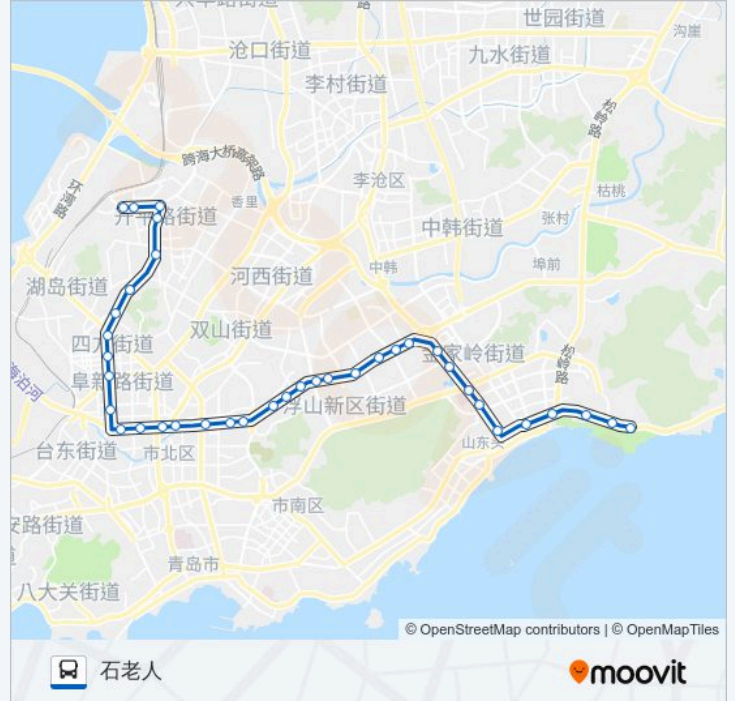 沧口街道
世园街道
沟崖
九水街道
李村街道
松岭路
跨海大桥高架路
环湾路
李沧区
枯桃
香里
开平路街道
张村
中韩街道
河西街道
中韩
埠前
湖岛街道
双山街道
四方街道
金家岭街道
松岭路
海泊河
阜新路街道
浮山新区街道
台东街道
市北区
山东头
市南区
安路街道
青岛市
八大关街道
© OpenStreetMap contributors | © OpenMapTiles
石老人
moovit